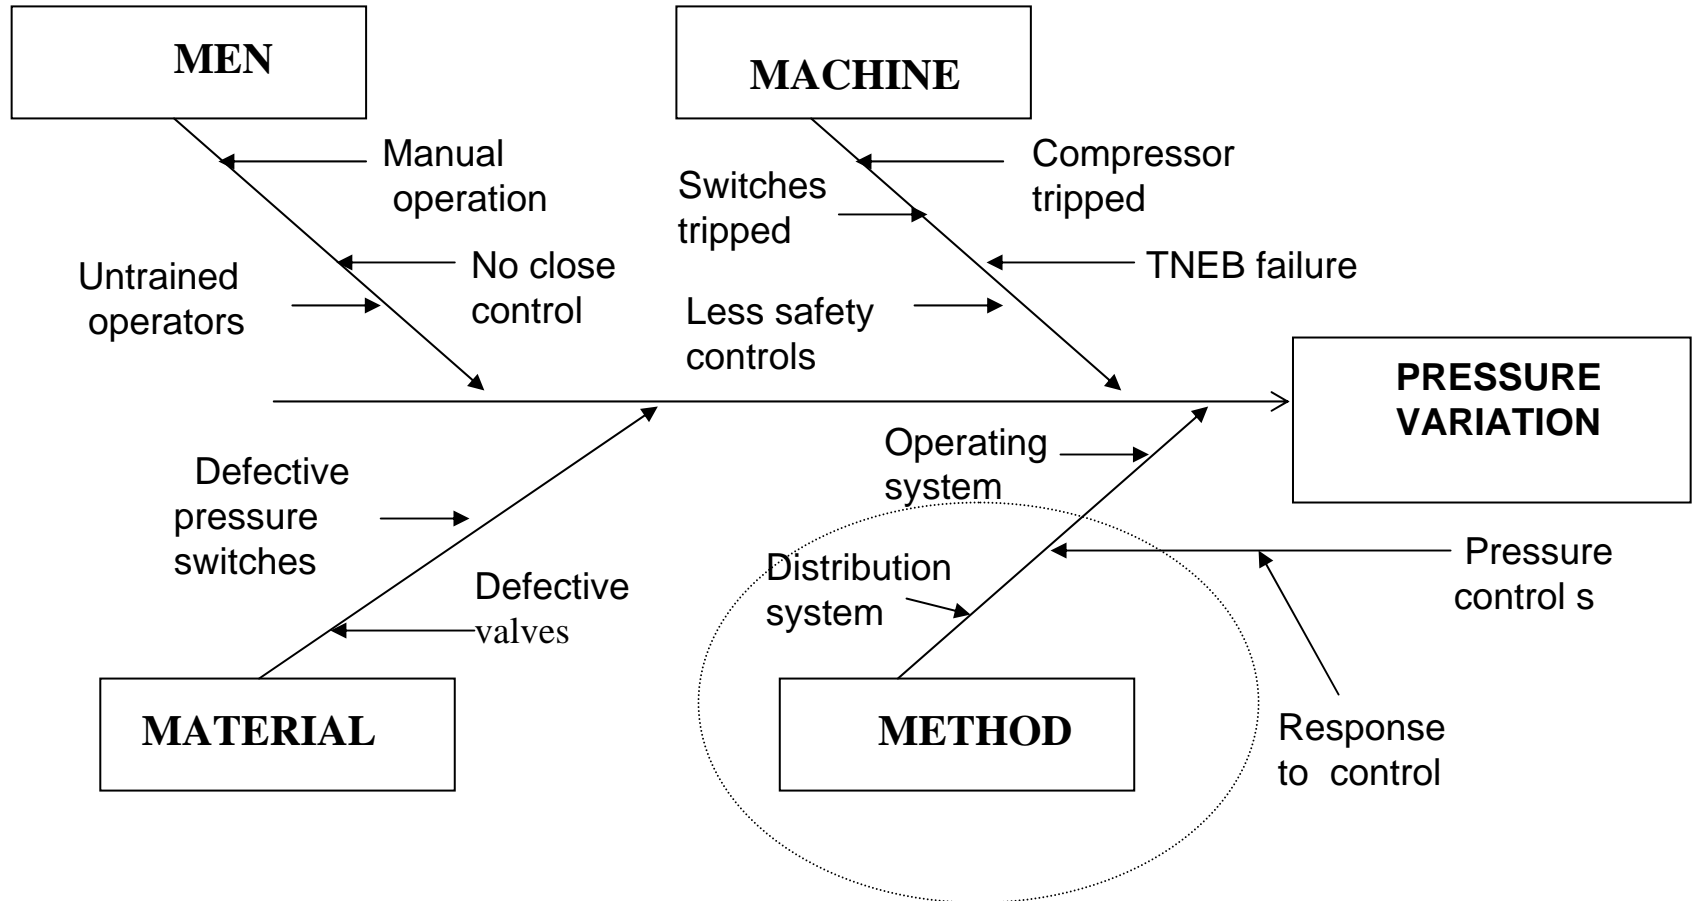 MEN
MACHINE
Manual
operation
Compressor
tripped
Switches
tripped
No close
control
TNEB failure
Untrained
operators
Less safety
controls
PRESSURE
VARIATION
Operating
system
Defective
pressure
switches
Pressure
control s
Distribution
system
Defective
valves
MATERIAL
METHOD
Response
to control